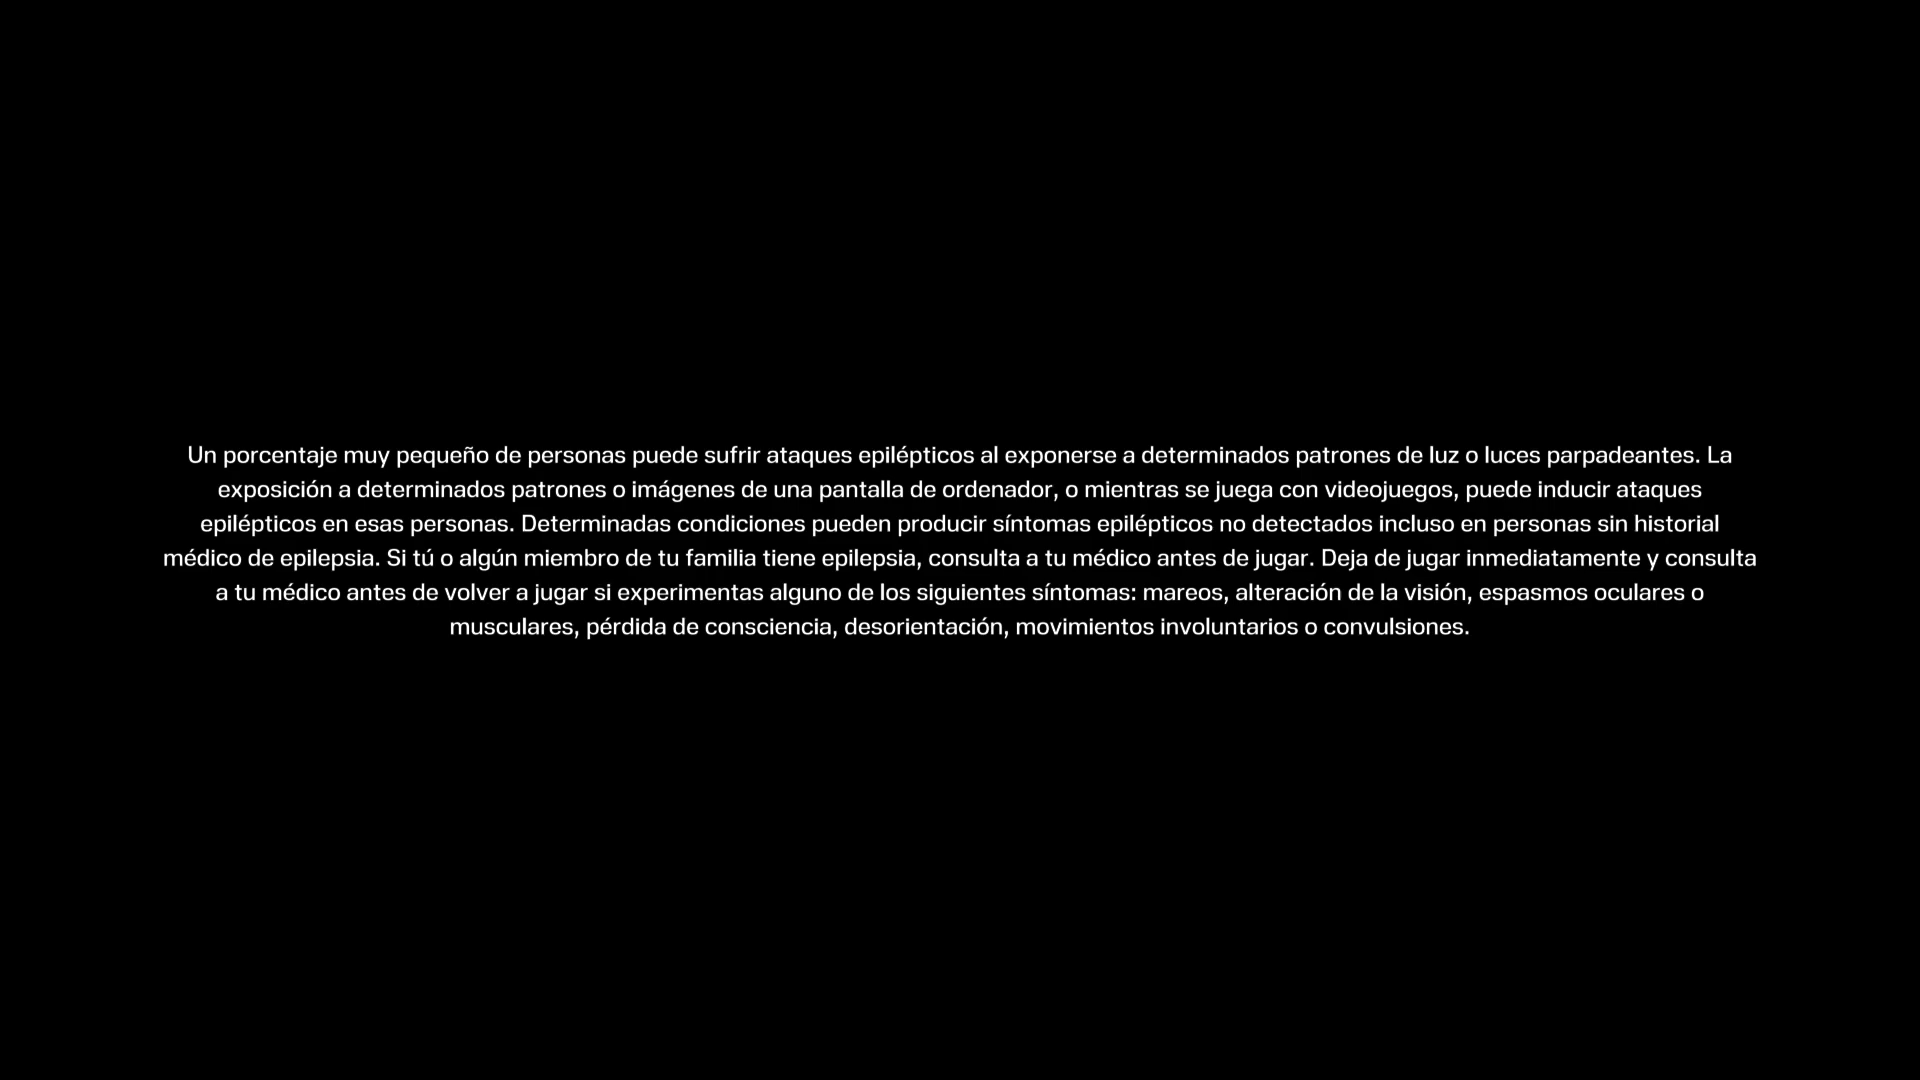 Un porcentaje muy pequeño de personas puede sufrir ataques epilépticos al exponerse a determinados patrones de luz o luces parpadeantes. La
exposición a determinados patrones o imágenes de una pantalla de ordenador, o mientras se juega con videojuegos, puede inducir ataques
epilépticos en esas personas. Determinadas condiciones pueden producir síntomas epilépticos no detectados incluso en personas sin historial
médico de epilepsia. Si tú o algún miembro de tu familia tiene epilepsia, consulta a tu médico antes de jugar. Deja de jugar inmediatamente y consulta
a tu médico antes de volver a jugar si experimentas alguno de los siguientes síntomas: mareos, alteración de la visión, espasmos oculares o
musculares, pérdida de consciencia, desorientación, movimientos involuntarios o convulsiones.